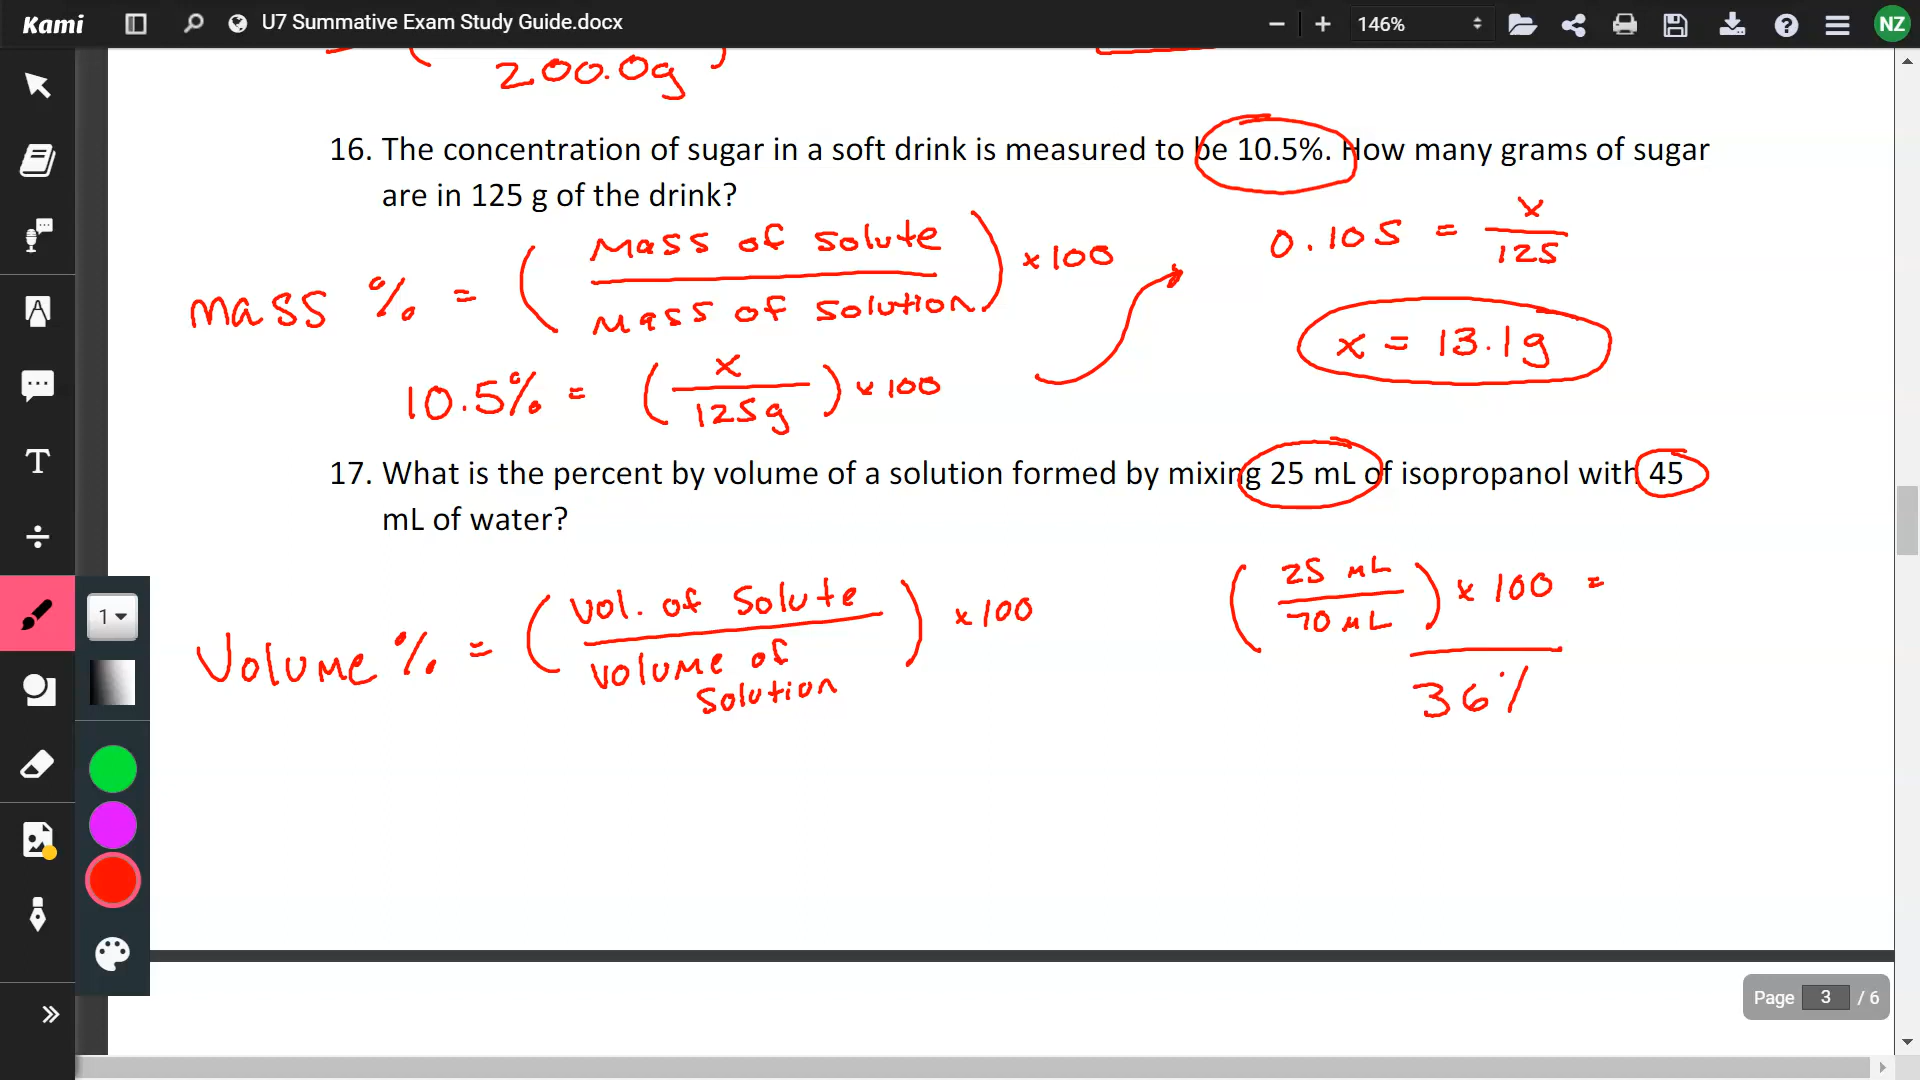 Kami
U7 Summative Exam Study Guide.docx
146%
NZ
200.0g
16. The concentration of sugar in a soft drink is measured to be 10.5%. How many grams of sugar
are in 125 g of the drink?
mass % = (mass of solute / mass of solution) x 100
0.105 = x / 125
x = 13.1g
10.5% = (x / 125g) x 100
17. What is the percent by volume of a solution formed by mixing 25 mL of isopropanol with 45
mL of water?
Volume % = (vol. of solute / volume of solution) x 100
(25 mL / 70 mL) x 100 =
36%
1
Page 3 / 6